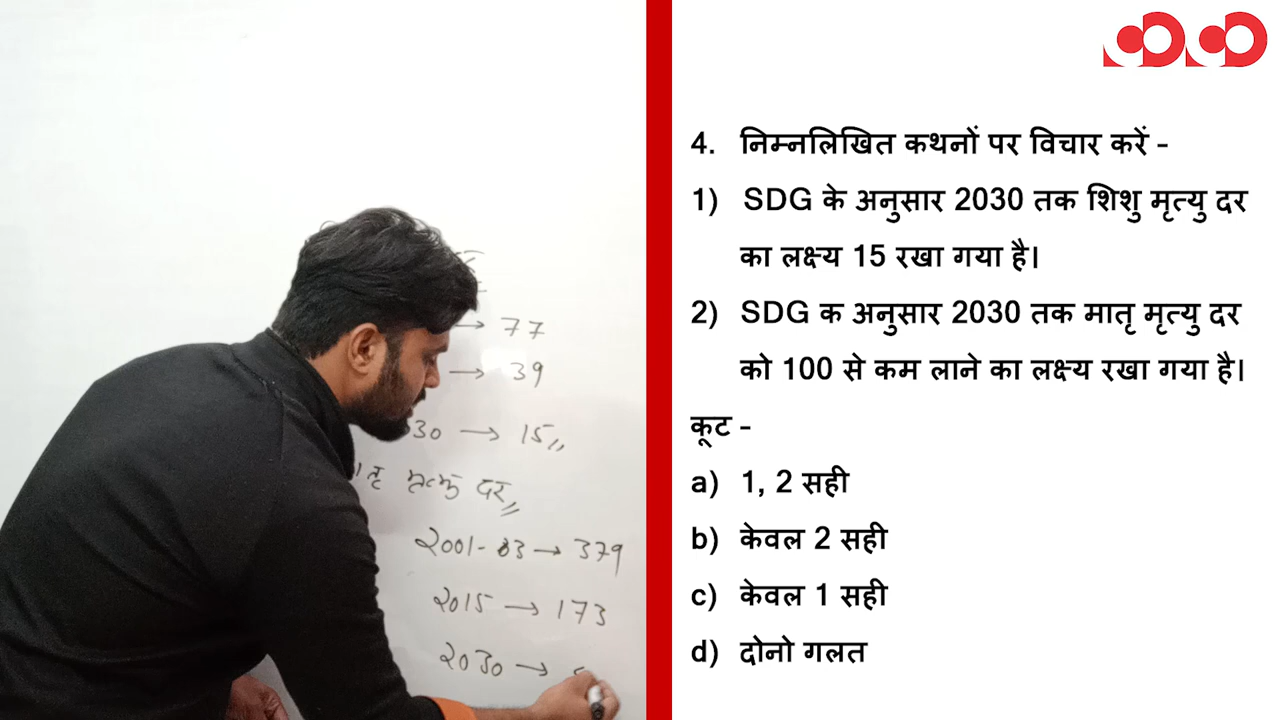 → 77
→ 39
30 → 15,,
मृत्यु दर,,
2001-03 → 379
2015 → 173
2030 →
4. निम्नलिखित कथनों पर विचार करें –
1) SDG के अनुसार 2030 तक शिशु मृत्यु दर
का लक्ष्य 15 रखा गया है।
2) SDG क अनुसार 2030 तक मातृ मृत्यु दर
को 100 से कम लाने का लक्ष्य रखा गया है।
कूट –
a) 1, 2 सही
b) केवल 2 सही
c) केवल 1 सही
d) दोनो गलत